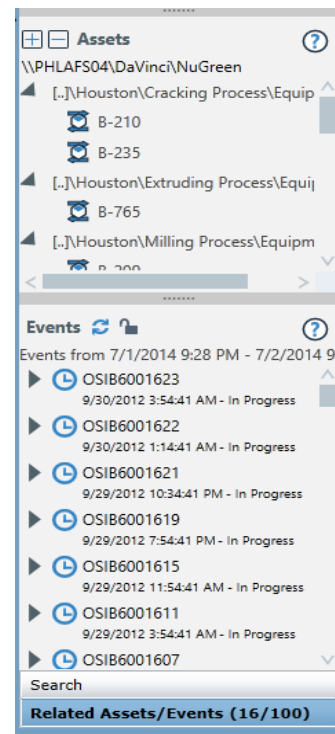 Assets
\\PHLAFS04\DaVinci\NuGreen
[..]\Houston\Cracking Process\Equip
B-210
B-235
[..]\Houston\Extruding Process\Equi
B-765
[..]\Houston\Milling Process\Equipm
Events
Events from 7/1/2014 9:28 PM - 7/2/2014 9
OSIB6001623
9/30/2012 3:54:41 AM - In Progress
OSIB6001622
9/30/2012 1:14:41 AM - In Progress
OSIB6001621
9/29/2012 10:34:41 PM - In Progress
OSIB6001619
9/29/2012 7:54:41 PM - In Progress
OSIB6001615
9/29/2012 11:54:41 AM - In Progress
OSIB6001611
9/29/2012 3:54:41 AM - In Progress
OSIB6001607
Search
Related Assets/Events (16/100)